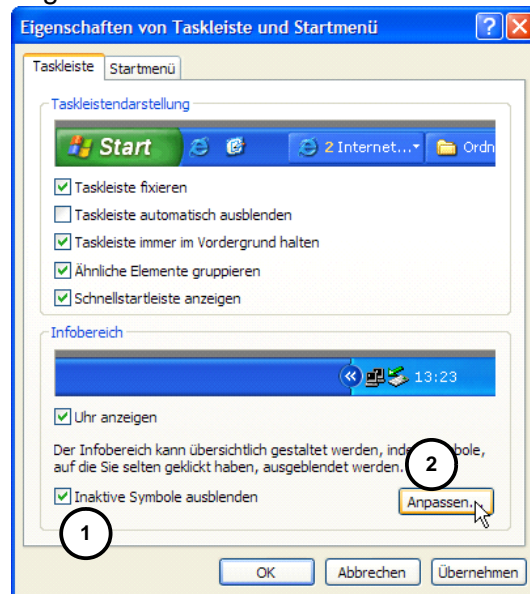 Eigenschaften von Taskleiste und Startmenü
Taskleiste Startmenü
Taskleistendarstellung
Start 2 Internet... Ordn
Taskleiste fixieren
Taskleiste automatisch ausblenden
Taskleiste immer im Vordergrund halten
Ähnliche Elemente gruppieren
Schnellstartleiste anzeigen
Infobereich
13:23
Uhr anzeigen
Der Infobereich kann übersichtlich gestaltet werden,
auf die Sie selten geklickt haben, ausgeblendet werden.
2
Inaktive Symbole ausblenden
Anpassen...
1
OK Abbrechen Übernehmen